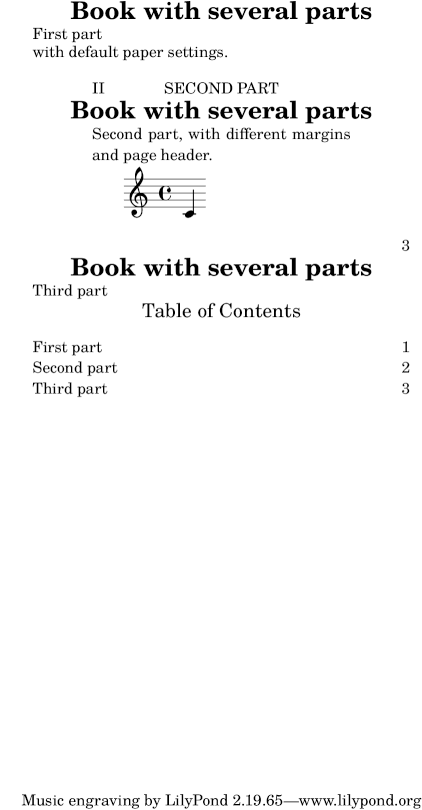 Book with several parts
First part
with default paper settings.
II SECOND PART
Book with several parts
Second part, with different margins
and page header.
3
Book with several parts
Third part
Table of Contents
First part 1
Second part 2
Third part 3
Music engraving by LilyPond 2.19.65—www.lilypond.org